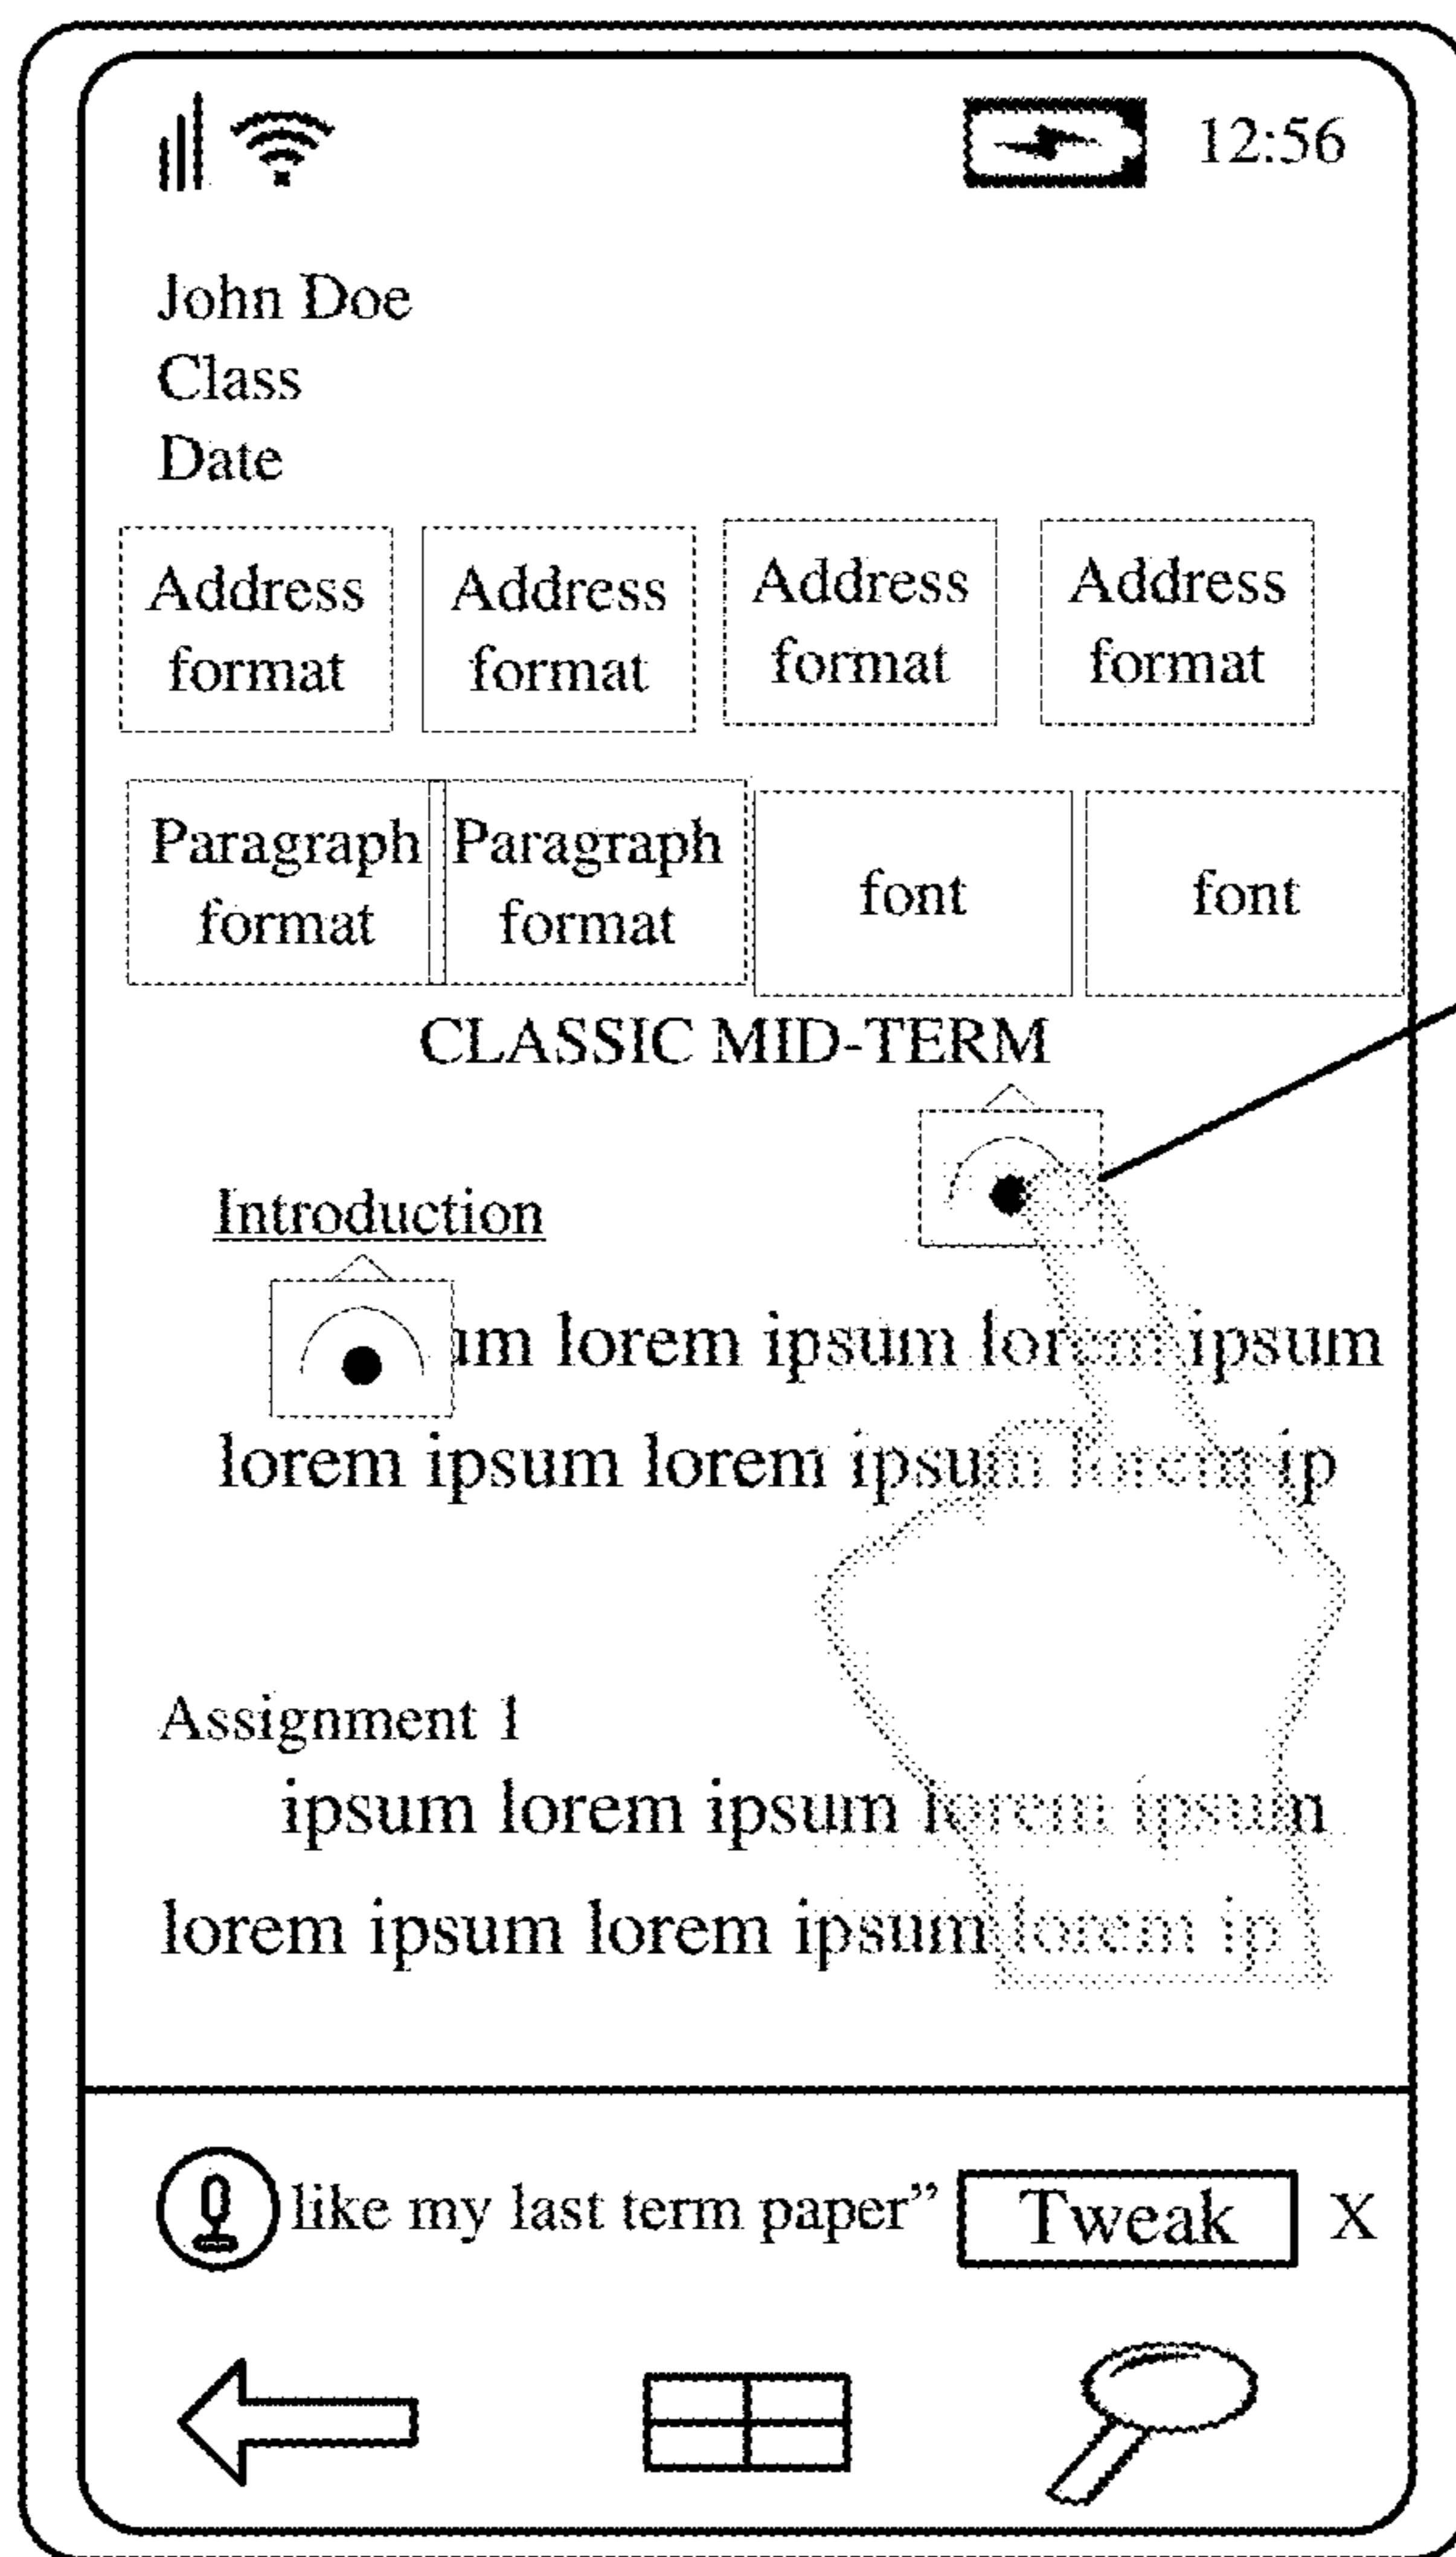 12:56
John Doe
Class
Date
Address format
Address format
Address format
Address format
Paragraph format
Paragraph format
font
font
CLASSIC MID-TERM
Introduction
um lorem ipsum lorem ipsum
lorem ipsum lorem ipsum lorem ip
Assignment 1
ipsum lorem ipsum lorem ipsum
lorem ipsum lorem ipsum lorem ip
like my last term paper” Tweak X